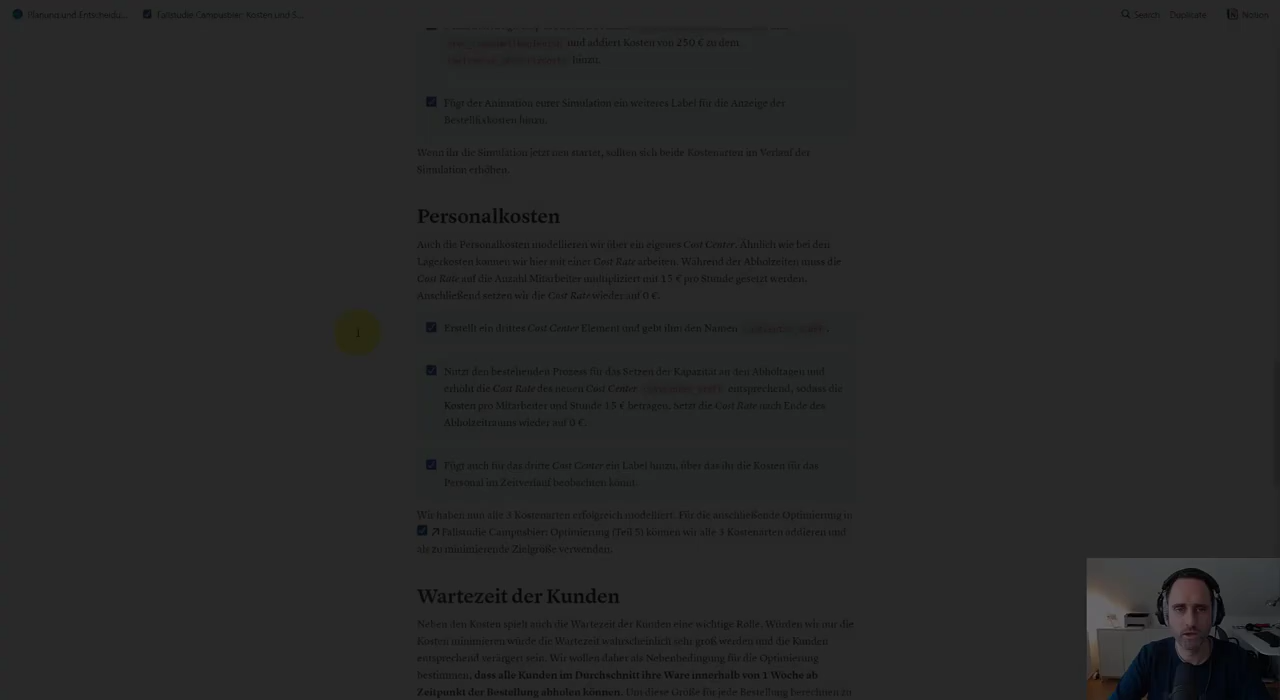 Planung und Entscheidu...
Fallstudie Campusbier: Kosten und S...
Search Duplicate Notion
und addiert Kosten von 250 € zu dem
hinzu.
Fügt der Animation eurer Simulation ein weiteres Label für die Anzeige der
Bestellfixkosten hinzu.
Wenn ihr die Simulation jetzt neu startet, sollten sich beide Kostenarten im Verlauf der
Simulation erhöhen.
Personalkosten
Auch die Personalkosten modellieren wir über ein eigenes Cost Center. Ähnlich wie bei den
Lagerkosten können wir hier mit einer Cost Rate arbeiten. Während der Abholzeiten muss die
Cost Rate auf die Anzahl Mitarbeiter multipliziert mit 15 € pro Stunde gesetzt werden.
Anschließend setzen wir die Cost Rate wieder auf 0 €.
Erstellt ein drittes Cost Center Element und gebt ihm den Namen
Nutzt den bestehenden Prozess für das Setzen der Kapazität an den Abholtagen und
erhöht die Cost Rate des neuen Cost Center entsprechend, sodass die
Kosten pro Mitarbeiter und Stunde 15 € betragen. Setzt die Cost Rate nach Ende des
Abholzeitraums wieder auf 0 €.
Fügt auch für das dritte Cost Center ein Label hinzu, über das ihr die Kosten für das
Personal im Zeitverlauf beobachten könnt.
Wir haben nun alle 3 Kostenarten erfolgreich modelliert. Für die anschließende Optimierung in
Fallstudie Campusbier: Optimierung (Teil 5) können wir alle 3 Kostenarten addieren und
als zu minimierende Zielgröße verwenden.
Wartezeit der Kunden
Neben den Kosten spielt auch die Wartezeit der Kunden eine wichtige Rolle. Würden wir nur die
Kosten minimieren würde die Wartezeit wahrscheinlich sehr groß werden und die Kunden
entsprechend verärgert sein. Wir wollen daher als Nebenbedingung für die Optimierung
bestimmen, dass alle Kunden im Durchschnitt ihre Ware innerhalb von 1 Woche ab
Zeitpunkt der Bestellung abholen können. Um diese Größe für jede Bestellung berechnen zu